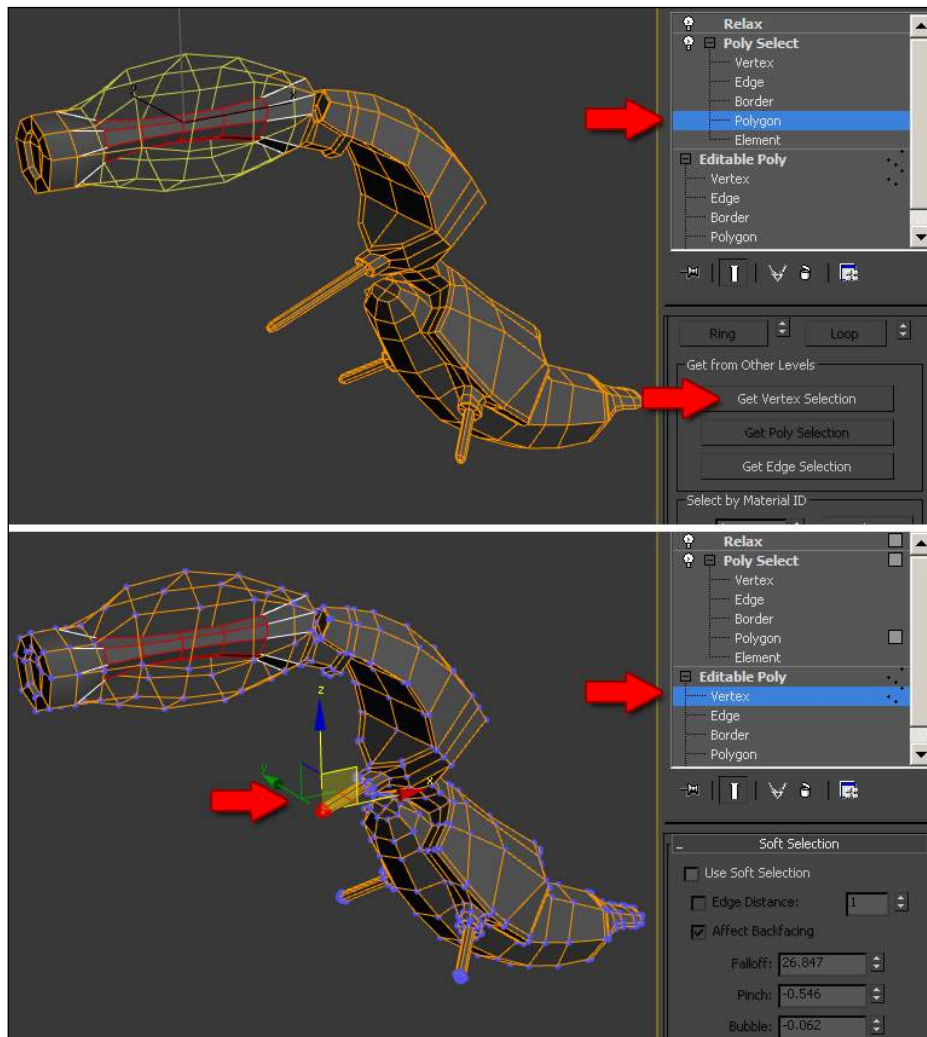 Relax
Poly Select
Vertex
Edge
Border
Polygon
Element
Editable Poly
Vertex
Edge
Border
Polygon
Ring Loop
Get from Other Levels
Get Vertex Selection
Get Poly Selection
Get Edge Selection
Select by Material ID
z
y
x
Relax
Poly Select
Vertex
Edge
Border
Polygon
Element
Editable Poly
Vertex
Edge
Border
Polygon
- Soft Selection
Use Soft Selection
Edge Distance: 1
Affect Backfacing
Falloff: 26.847
Pinch: -0.546
Bubble: -0.062